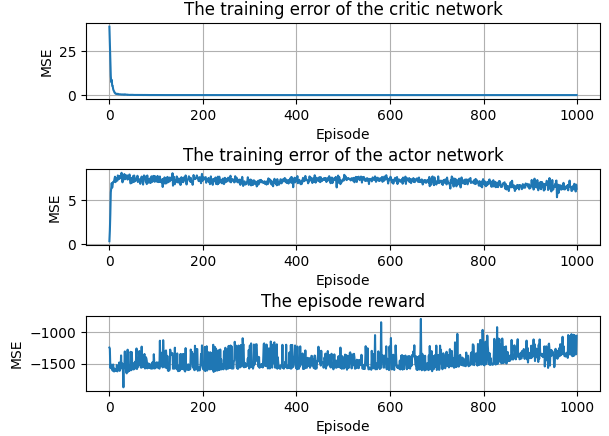 The training error of the critic network
25
0
MSE
0 200 400 600 800 1000
Episode
The training error of the actor network
5
0
MSE
0 200 400 600 800 1000
Episode
The episode reward
−1000
−1500
MSE
0 200 400 600 800 1000
Episode